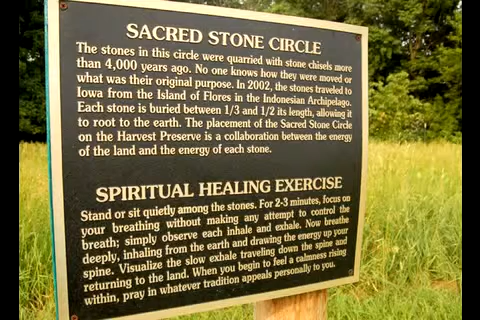 SACRED STONE CIRCLE
The stones in this circle were quarried with stone chisels more
than 4,000 years ago. No one knows how they were moved or
what was their original purpose. In 2002, the stones traveled to
Iowa from the Island of Flores in the Indonesian Archipelago.
Each stone is buried between 1/3 and 1/2 its length, allowing it
to root to the earth. The placement of the Sacred Stone Circle
on the Harvest Preserve is a collaboration between the energy
of the land and the energy of each stone.
SPIRITUAL HEALING EXERCISE
Stand or sit quietly among the stones. For 2-3 minutes, focus on
your breathing without making any attempt to control the
breath; simply observe each inhale and exhale. Now breathe
deeply, inhaling from the earth and drawing the energy up your
spine. Visualize the slow exhale traveling down the spine and
returning to the land. When you begin to feel a calmness rising
within, pray in whatever tradition appeals personally to you.